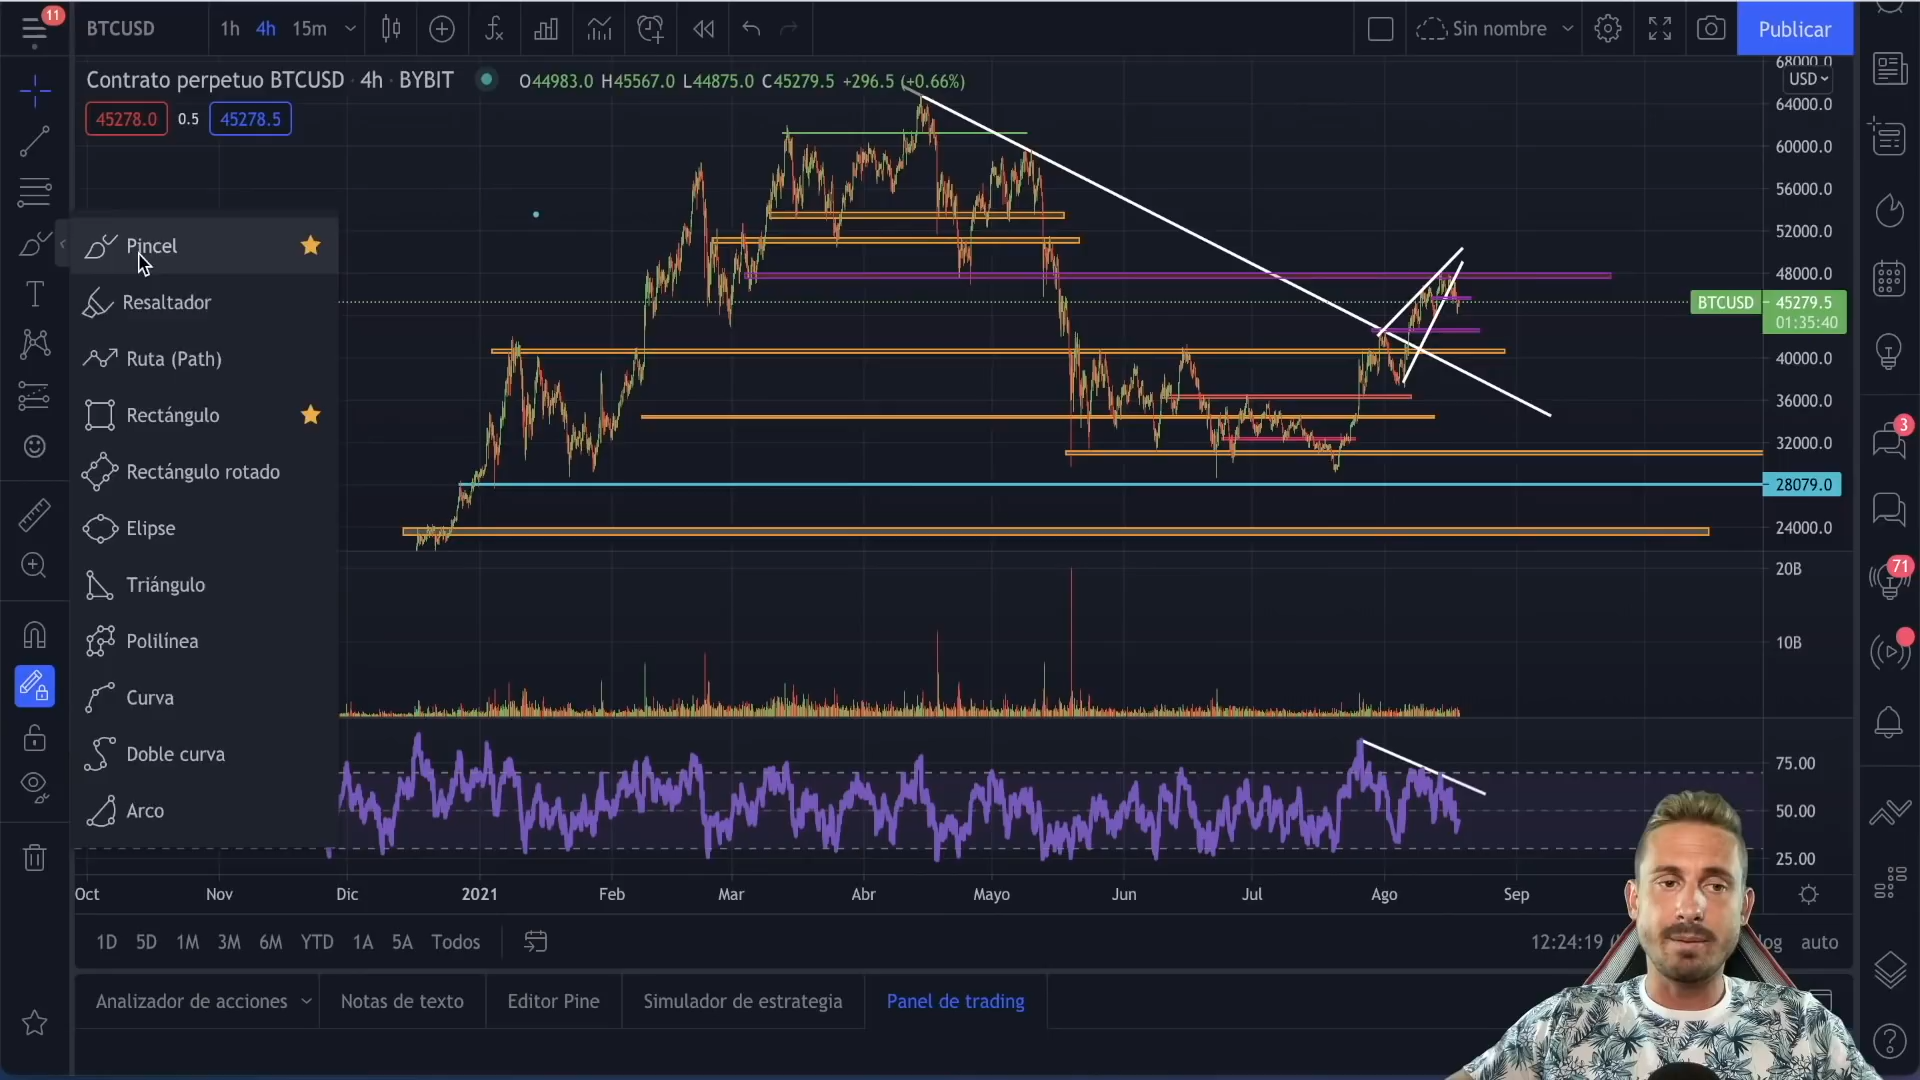 11
BTCUSD
1h 4h 15m
Sin nombre
Publicar
Contrato perpetuo BTCUSD · 4h · BYBIT
O44983.0 H45567.0 L44875.0 C45279.5 +296.5 (+0.66%)
45278.0 0.5 45278.5
68000.0
USD
64000.0
60000.0
56000.0
52000.0
48000.0
BTCUSD 45279.5
01:35:40
40000.0
36000.0
32000.0
28079.0
24000.0
20B
10B
75.00
50.00
25.00
Pincel
Resaltador
Ruta (Path)
Rectángulo
Rectángulo rotado
Elipse
Triángulo
Polilínea
Curva
Doble curva
Arco
3
71
Oct Nov Dic 2021 Feb Mar Abr Mayo Jun Jul Ago Sep
1D 5D 1M 3M 6M YTD 1A 5A Todos
12:24:19 auto
Analizador de acciones Notas de texto Editor Pine Simulador de estrategia Panel de trading